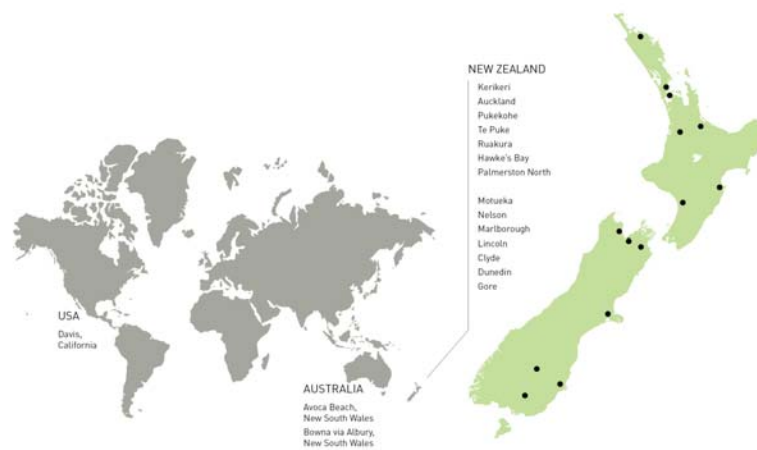 NEW ZEALAND
Kerikeri
Auckland
Pukekohe
Te Puke
Ruakura
Hawke's Bay
Palmerston North
Motueka
Nelson
Marlborough
Lincoln
Clyde
Dunedin
Gore
USA
Davis,
California
AUSTRALIA
Avoca Beach,
New South Wales
Bowna via Albury,
New South Wales